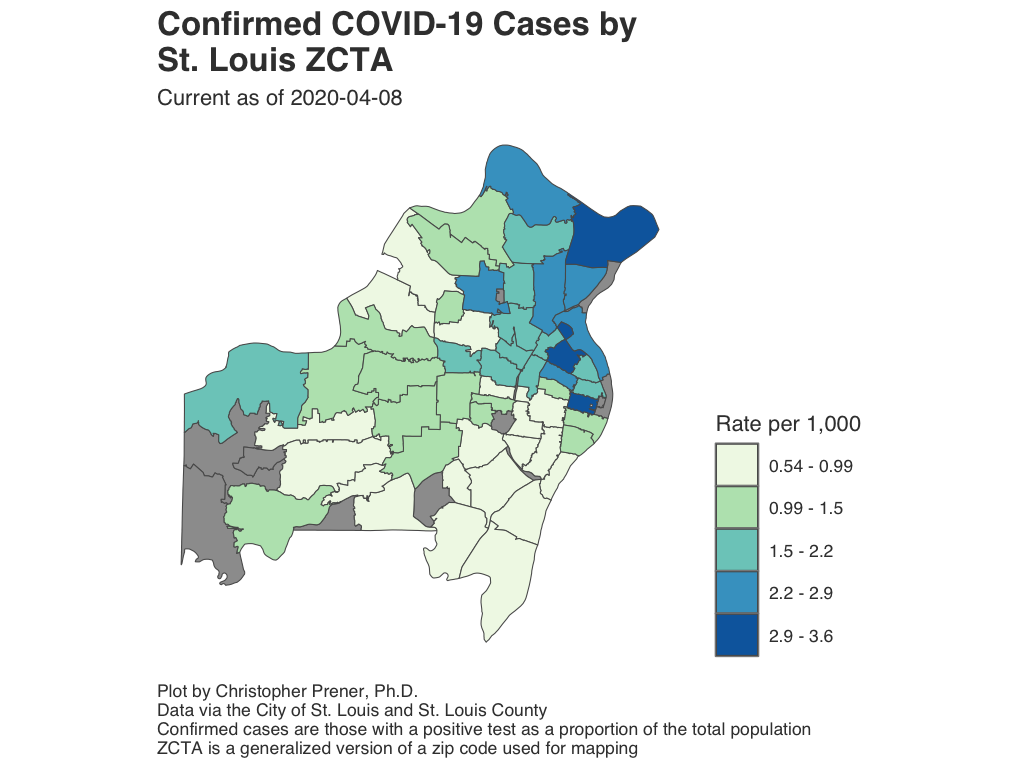 Confirmed COVID-19 Cases by
St. Louis ZCTA
Current as of 2020-04-08
Rate per 1,000
0.54 - 0.99
0.99 - 1.5
1.5 - 2.2
2.2 - 2.9
2.9 - 3.6
Plot by Christopher Prener, Ph.D.
Data via the City of St. Louis and St. Louis County
Confirmed cases are those with a positive test as a proportion of the total population
ZCTA is a generalized version of a zip code used for mapping